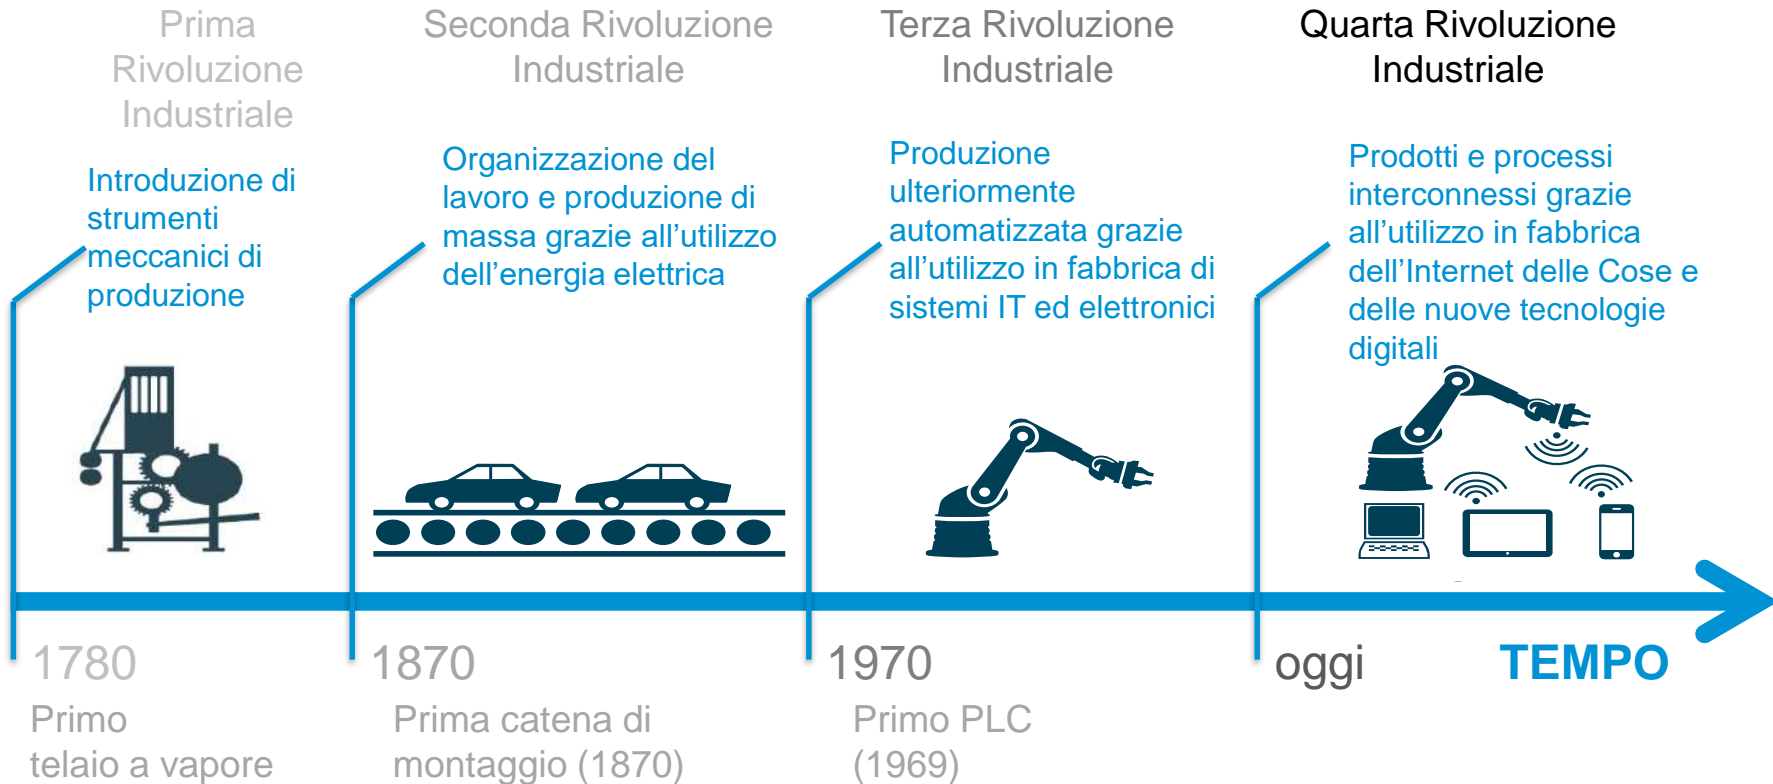 Prima
Rivoluzione
Industriale
Introduzione di
strumenti
meccanici di
produzione
1780
Primo
telaio a vapore
Seconda Rivoluzione
Industriale
Organizzazione del
lavoro e produzione di
massa grazie all’utilizzo
dell’energia elettrica
1870
Prima catena di
montaggio (1870)
Terza Rivoluzione
Industriale
Produzione
ulteriormente
automatizzata grazie
all’utilizzo in fabbrica di
sistemi IT ed elettronici
1970
Primo PLC
(1969)
Quarta Rivoluzione
Industriale
Prodotti e processi
interconnessi grazie
all’utilizzo in fabbrica
dell’Internet delle Cose e
delle nuove tecnologie
digitali
oggi
TEMPO